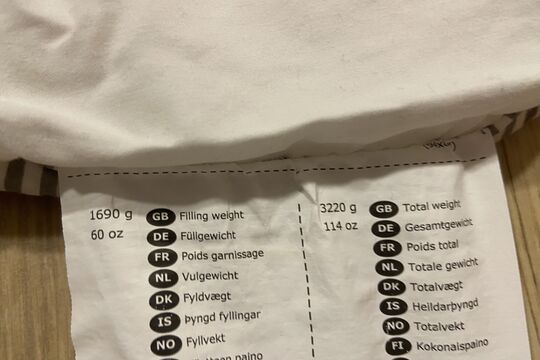 1690 g GB Filling weight
60 oz DE Füllgewicht
FR Poids garnissage
NL Vulgewicht
DK Fyldvægt
IS Þyngd fyllingar
NO Fyllvekt
paino
3220 g GB Total weight
114 oz DE Gesamtgewicht
FR Poids total
NL Totale gewicht
DK Totalvægt
IS Heildarþyngd
NO Totalvekt
FI Kokonaispaino